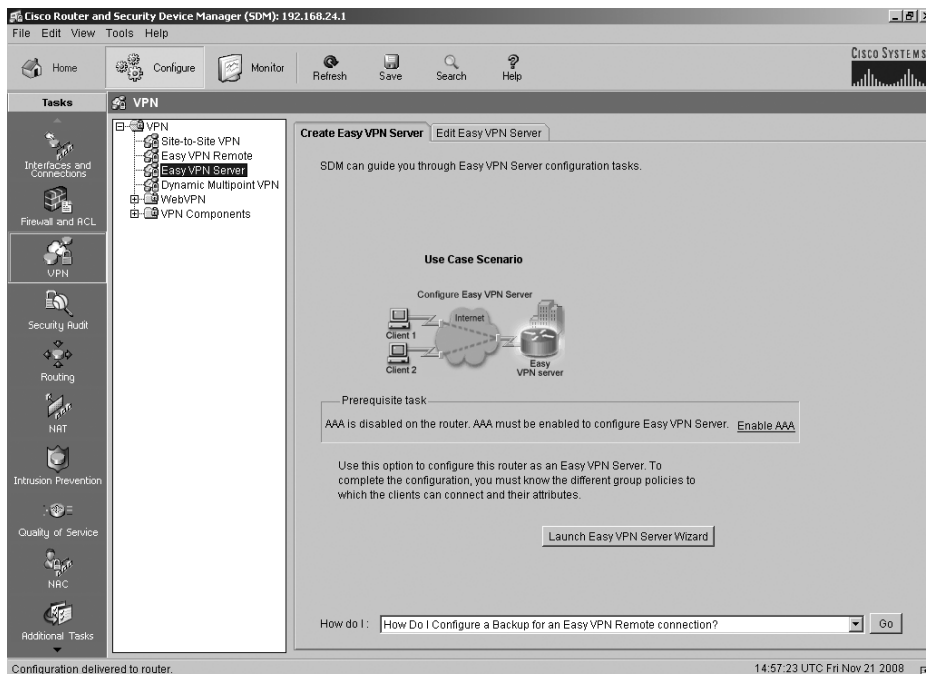 Cisco Router and Security Device Manager (SDM): 192.168.24.1
File Edit View Tools Help
Home
Configure
Monitor
Refresh
Save
Search
Help
CISCO SYSTEMS
Tasks
VPN
Interfaces and
Connections
Firewall and ACL
VPN
Security Audit
Routing
NAT
Intrusion Prevention
Quality of Service
NAC
Additional Tasks
VPN
Site-to-Site VPN
Easy VPN Remote
Easy VPN Server
Dynamic Multipoint VPN
WebVPN
VPN Components
Create Easy VPN Server
Edit Easy VPN Server
SDM can guide you through Easy VPN Server configuration tasks.
Use Case Scenario
Configure Easy VPN Server
Internet
Client 1
Client 2
Easy
VPN server
Prerequisite task
AAA is disabled on the router. AAA must be enabled to configure Easy VPN Server. Enable AAA
Use this option to configure this router as an Easy VPN Server. To
complete the configuration, you must know the different group policies to
which the clients can connect and their attributes.
Launch Easy VPN Server Wizard
How do I: How Do I Configure a Backup for an Easy VPN Remote connection? Go
Configuration delivered to router.
14:57:23 UTC Fri Nov 21 2008